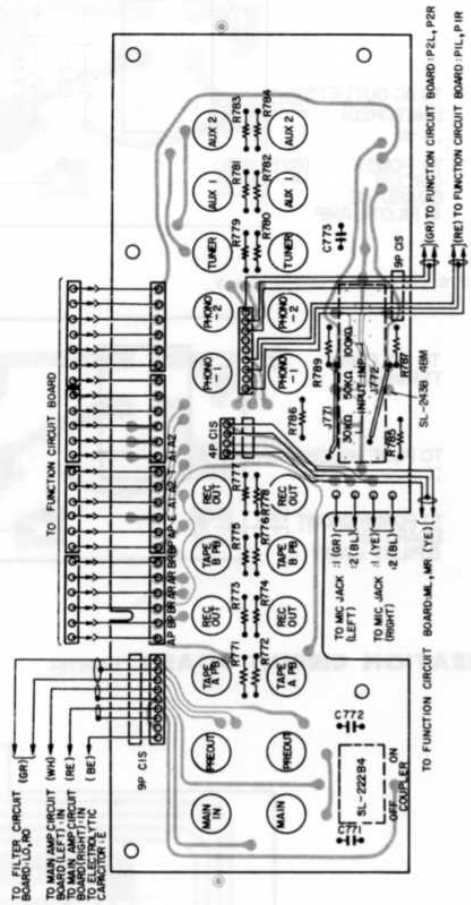 TO FILTER CIRCUIT (GR)
BOARD:LO,RO
TO MAIN AMP CIRCUIT (WH)
BOARD(LEFT):IN
TO MAIN AMP CIRCUIT (RE)
BOARD(RIGHT):IN
TO ELECTROLYTIC (BE)
CAPACITOR:E
TO FUNCTION CIRCUIT BOARD
9P CIS
4P CIS
MAIN IN
PREOUT
TAPE A PB
R771
REC OUT
R773
TAPE B PB
R775
REC OUT
R777
PHONO -1
PHONO -2
TUNER
R779
AUX 1
R781
AUX 2
R783
MAIN
PREOUT
TAPE A PB
R772
REC OUT
R774
TAPE B PB
R776
REC OUT
R778
PHONO -1
PHONO -2
TUNER
R780
AUX 1
R782
AUX 2
R784
C771
SL-222B4
C772
OFF ON
COUPLER
R786
R789
C773
J771
30KΩ 50KΩ 100KΩ
INPUT IMP
J772
R785
R787
9P CIS
SL-243B 4BM
TO MIC JACK :1 (GR)
(LEFT) :2 (BL)
TO MIC JACK :1 (YE)
(RIGHT) :2 (BL)
TO FUNCTION CIRCUIT BOARD:ML, MR (YE)
(GR) TO FUNCTION CIRCUIT BOARD:P2L, P2R
(RE) TO FUNCTION CIRCUIT BOARD:P1L, P1R